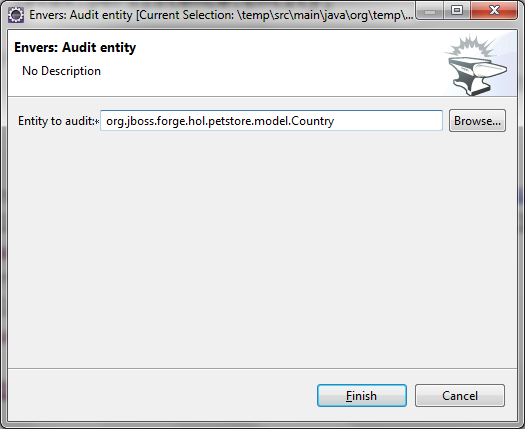 Envers: Audit entity [Current Selection: \temp\src\main\java\org\temp\...
Envers: Audit entity
No Description
Entity to audit:* org.jboss.forge.hol.petstore.model.Country Browse...
Finish Cancel